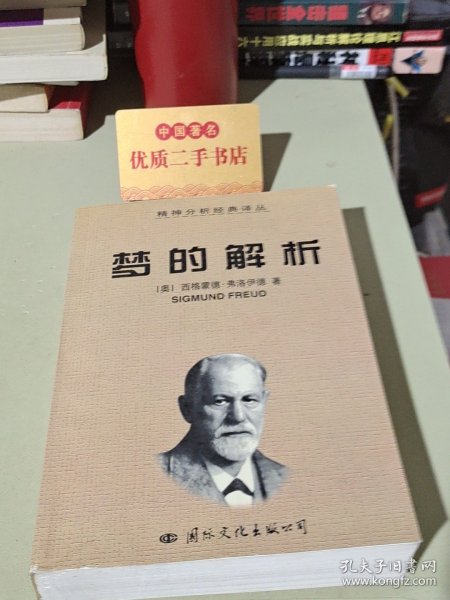 中国著名
优质二手书店
精神分析经典译丛
梦的解析
[奥] 西格蒙德·弗洛伊德 著
SIGMUND FREUD
国际文化出版公司
孔夫子旧书网
www.kongfz.com